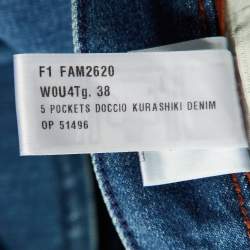 F1 FAM2620
W0U4Tg. 38
5 POCKETS DOCCIO KURASHIKI DENIM
OP 51496